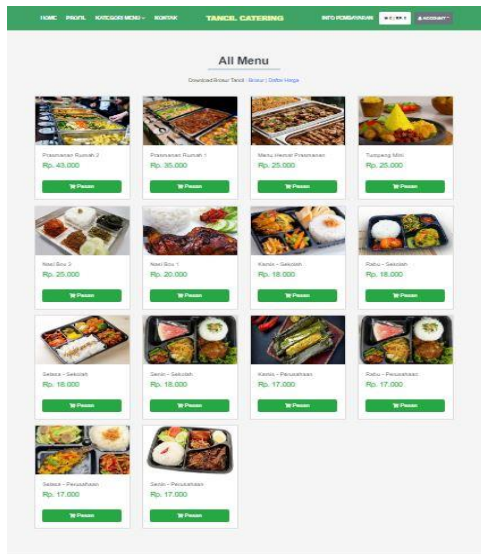 HOME PROFIL KATEGORI MENU KONTAK TANCIL CATERING INFO PEMBAYARAN ACCOUNT
All Menu
Download Brosur Tancil : Brosur | Daftar Harga
Prasmanan Rumah 2 Prasmanan Rumah 1 Menu Hemat Prasmanan Tumpeng Mini
Rp. 43.000 Rp. 35.000 Rp. 25.000 Rp. 25.000
Pesan Pesan Pesan Pesan
Nasi Box 2 Nasi Box 1 Kamis - Sekolah Rabu - Sekolah
Rp. 25.000 Rp. 20.000 Rp. 18.000 Rp. 18.000
Pesan Pesan Pesan Pesan
Selasa - Sekolah Senin - Sekolah Kamis - Perusahaan Rabu - Perusahaan
Rp. 18.000 Rp. 18.000 Rp. 17.000 Rp. 17.000
Pesan Pesan Pesan Pesan
Selasa - Perusahaan Senin - Perusahaan
Rp. 17.000 Rp. 17.000
Pesan Pesan